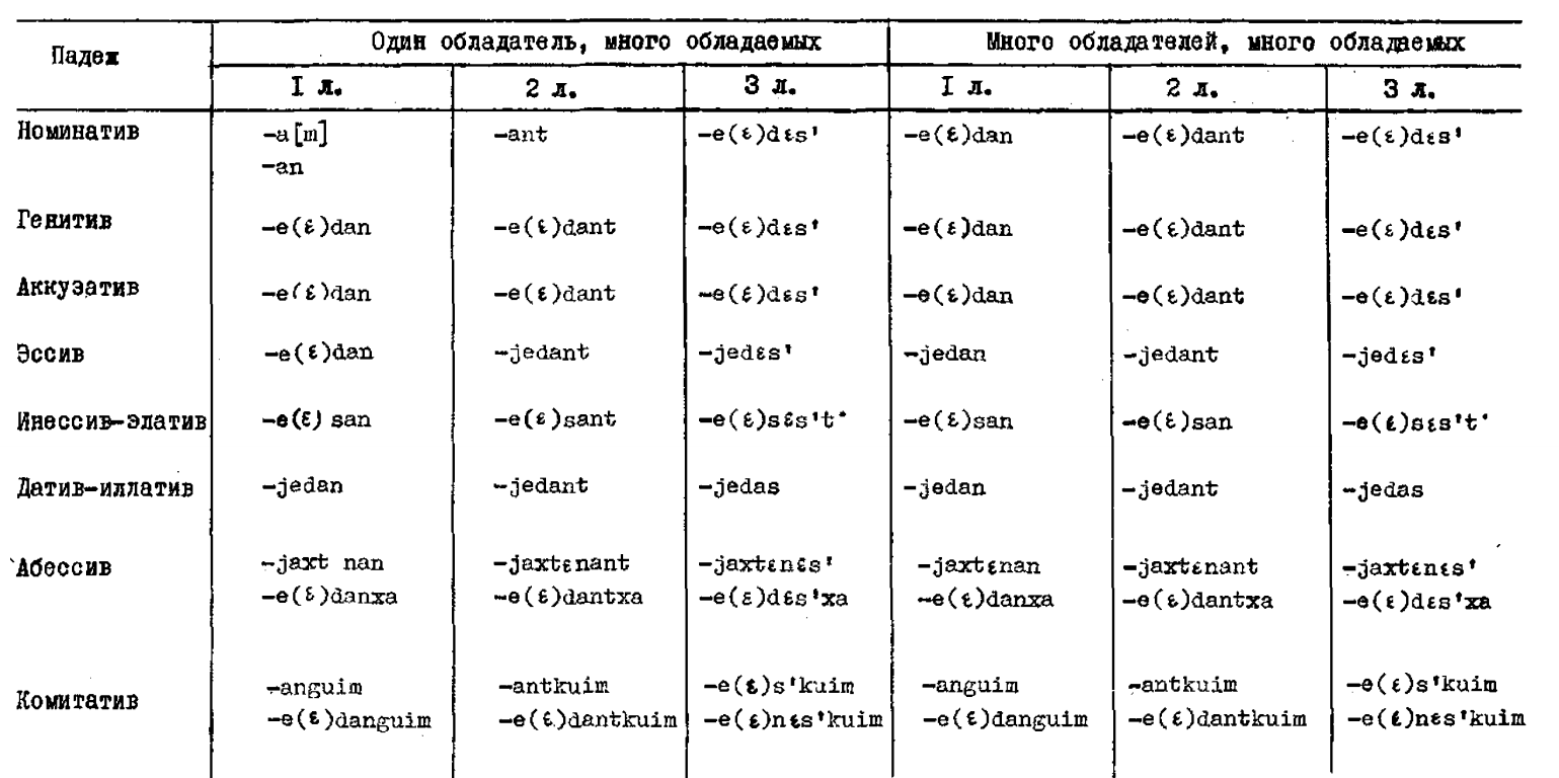 Падеж Один обладатель, много обладаемых Много обладателей, много обладаемых
I л. 2 л. 3 л. I л. 2 л. 3 л.
Номинатив -a[m] -ant -e(ɛ)dɛs' -e(ɛ)dan -e(ɛ)dant -e(ɛ)dɛs'
-an
Генитив -e(ɛ)dan -e(ɛ)dant -e(ɛ)dɛs' -e(ɛ)dan -e(ɛ)dant -e(ɛ)dɛs'
Аккузатив -e(ɛ)dan -e(ɛ)dant -e(ɛ)dɛs' -e(ɛ)dan -e(ɛ)dant -e(ɛ)dɛs'
Эссив -e(ɛ)dan -jedant -jedɛs' -jedan -jedant -jedɛs'
Инессив-элатив -e(ɛ) san -e(ɛ)sant -e(ɛ)sɛs't' -e(ɛ)san -e(ɛ)sant -e(ɛ)sɛs't'
Датив-иллатив -jedan -jedant -jedas -jedan -jedant -jedas
Абессив -jaxt nan -jaxtɛnant -jaxtɛnɛs' -jaxtɛnan -jaxtɛnant -jaxtɛnɛs'
-e(ɛ)danxa -e(ɛ)dantxa -e(ɛ)dɛs'xa -e(ɛ)danxa -e(ɛ)dantxa -e(ɛ)dɛs'xa
Комитатив -anguim -antkuim -e(ɛ)s'kuim -anguim -antkuim -e(ɛ)s'kuim
-e(ɛ)danguim -e(ɛ)dantkuim -e(ɛ)nɛs'kuim -e(ɛ)danguim -e(ɛ)dantkuim -e(ɛ)nɛs'kuim